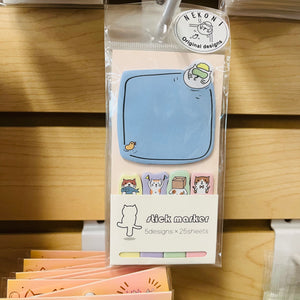 NEKONI
Original designs
stick marker
5designs × 25sheets